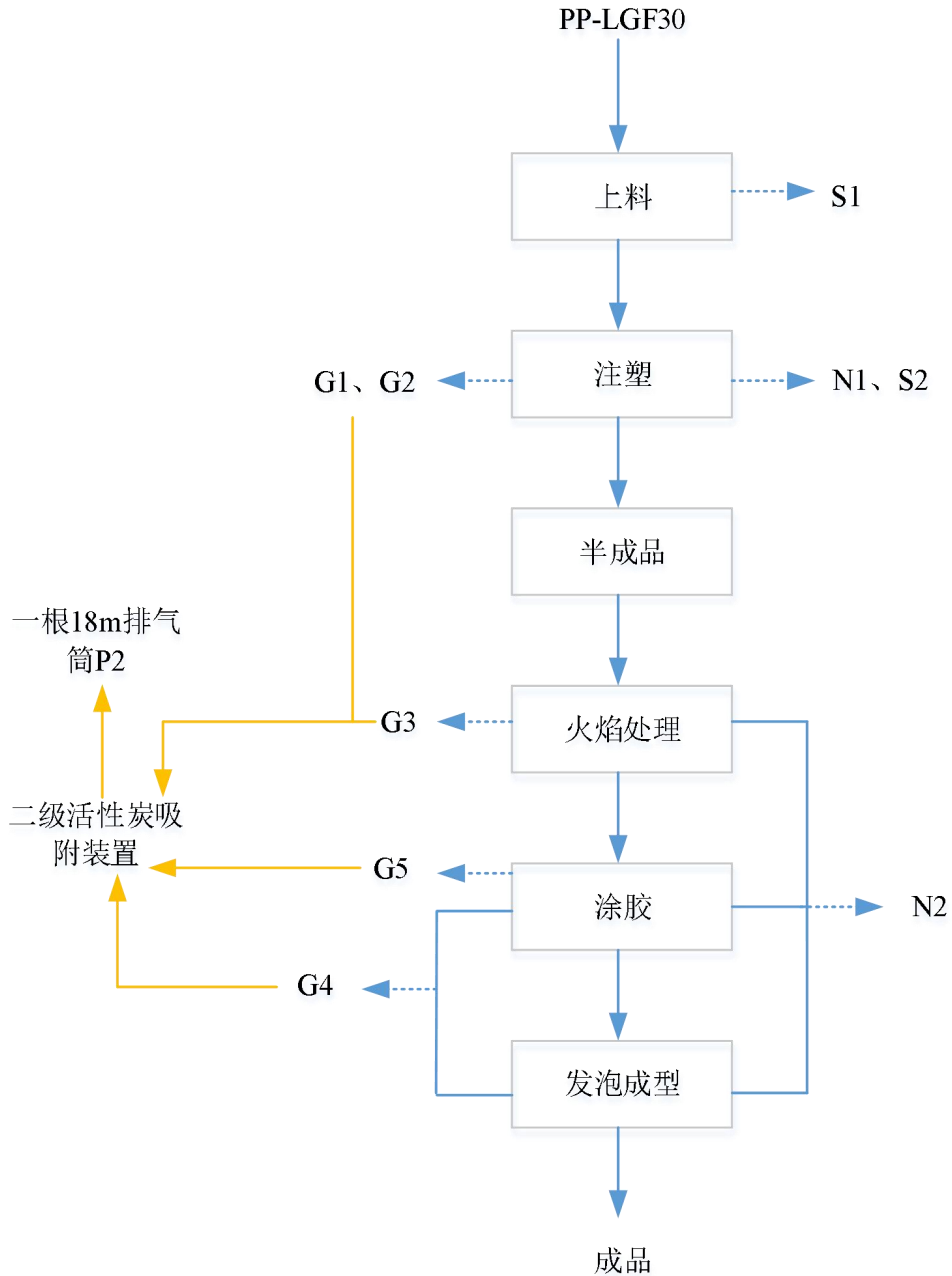 PP-LGF30
上料
S1
G1、G2
注塑
N1、S2
半成品
一根18m排气
筒P2
G3
火焰处理
二级活性炭吸
附装置
G5
涂胶
N2
G4
发泡成型
成品